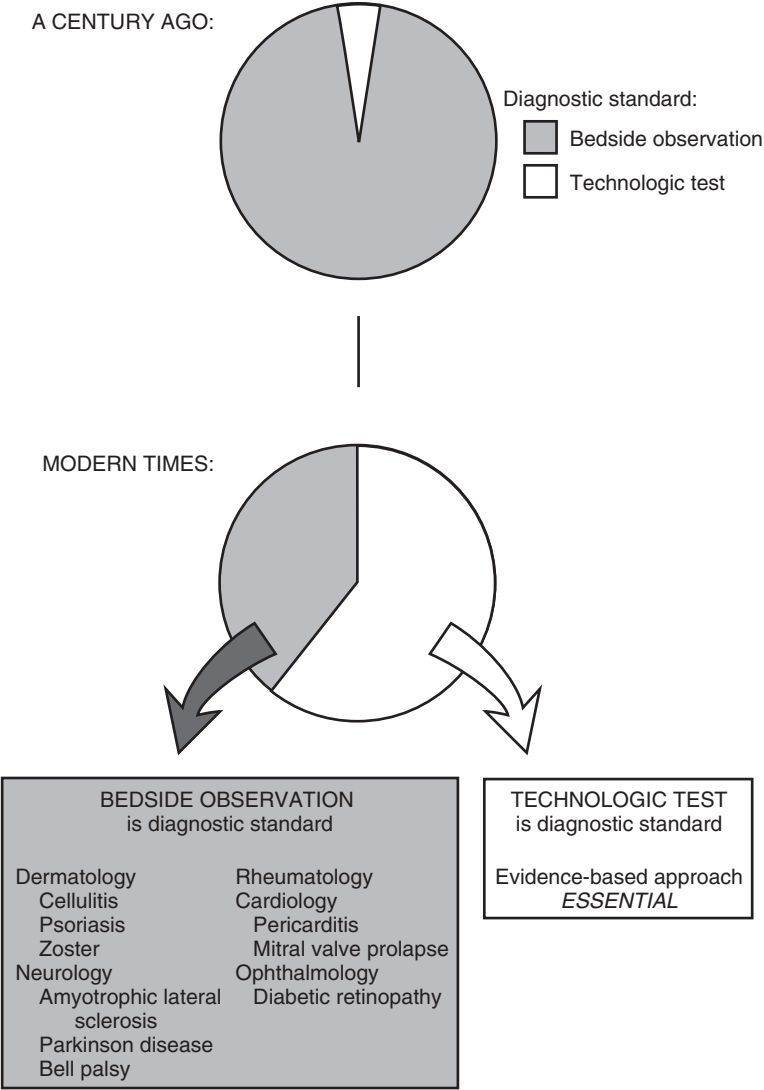 A CENTURY AGO:
Diagnostic standard:
Bedside observation
Technologic test
MODERN TIMES:
BEDSIDE OBSERVATION
is diagnostic standard
Dermatology
Cellulitis
Psoriasis
Zoster
Neurology
Amyotrophic lateral
sclerosis
Parkinson disease
Bell palsy
Rheumatology
Cardiology
Pericarditis
Mitral valve prolapse
Ophthalmology
Diabetic retinopathy
TECHNOLOGIC TEST
is diagnostic standard
Evidence-based approach
ESSENTIAL